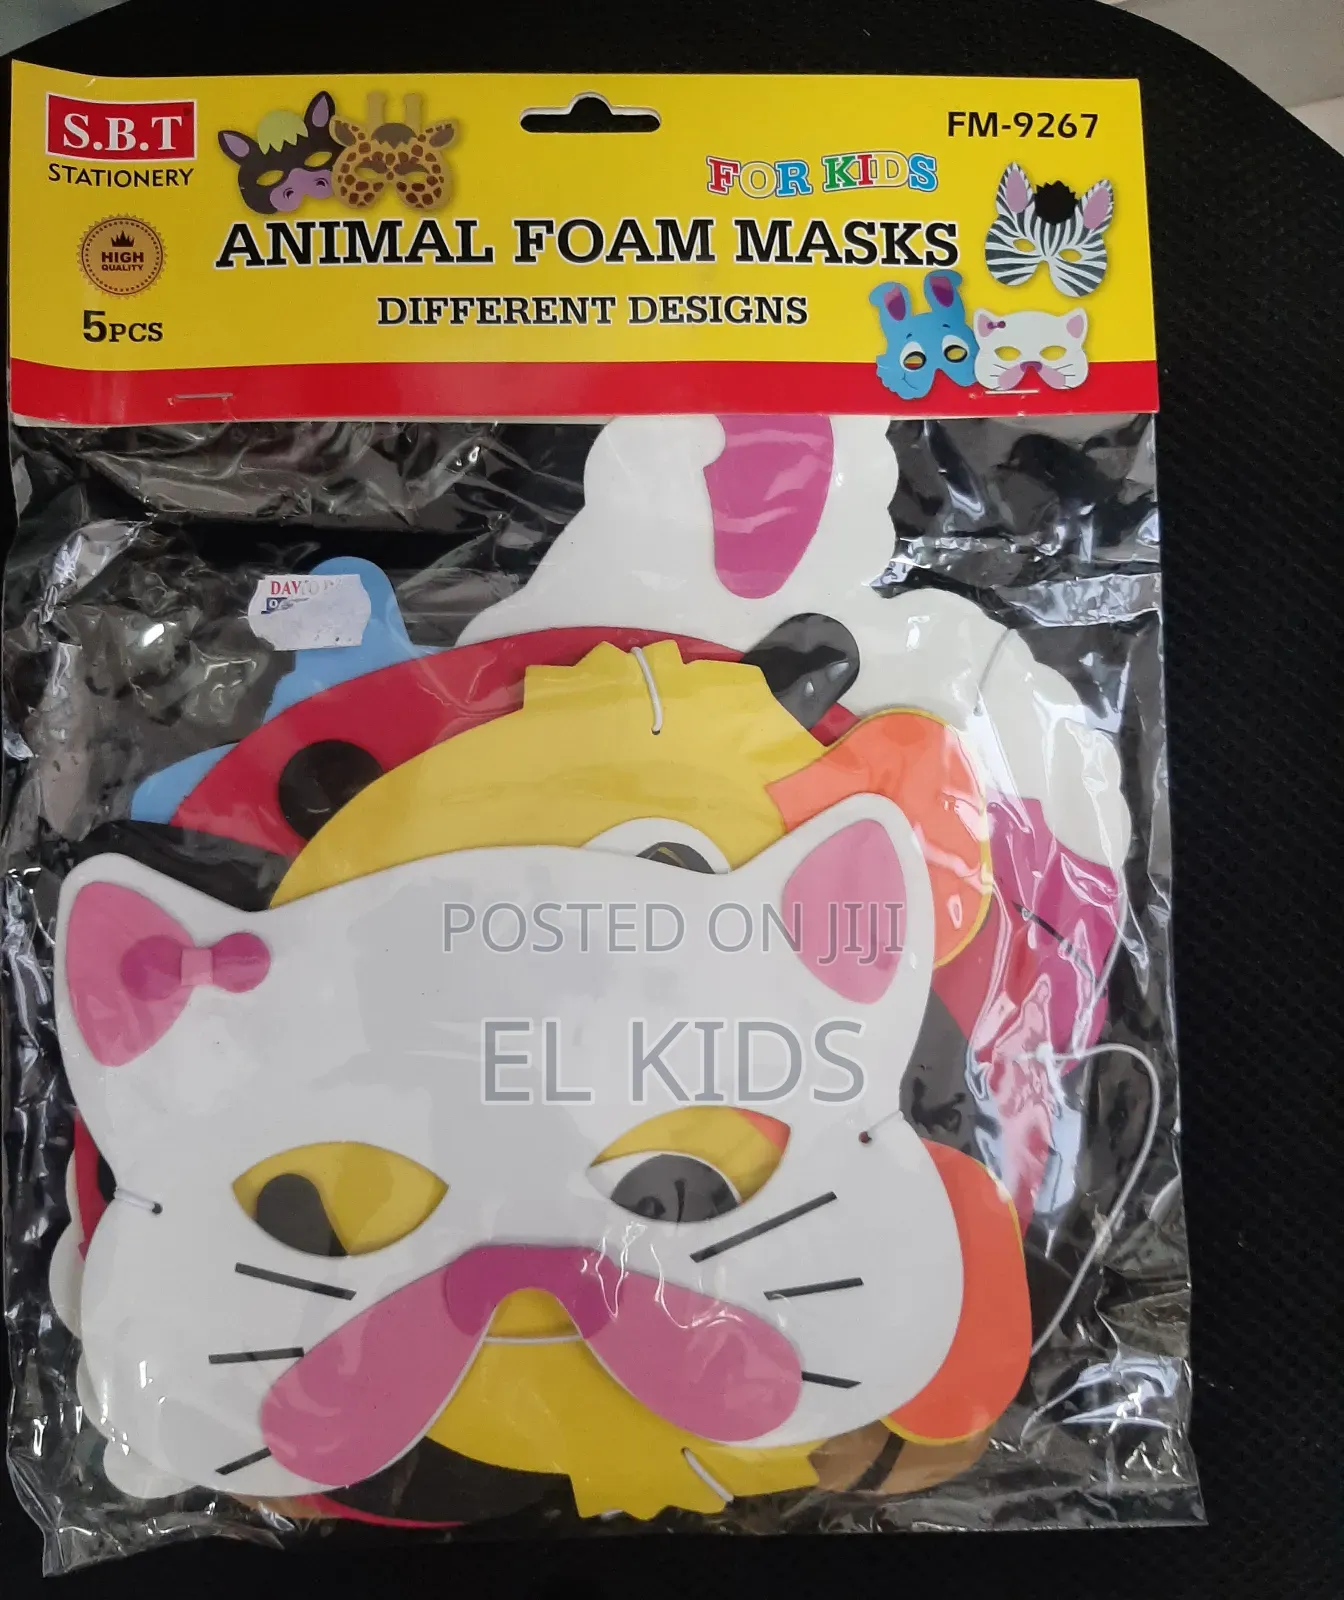 S.B.T
STATIONERY
FM-9267
FOR KIDS
HIGH
QUALITY
ANIMAL FOAM MASKS
5PCS
DIFFERENT DESIGNS
POSTED ON JIJI
EL KIDS